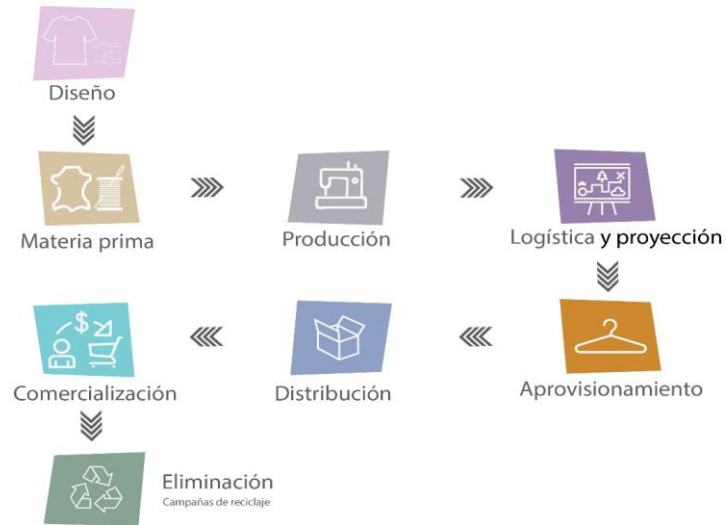 Diseño
Materia prima
Producción
Logística y proyección
Comercialización
Distribución
Aprovisionamiento
Eliminación
Campañas de reciclaje